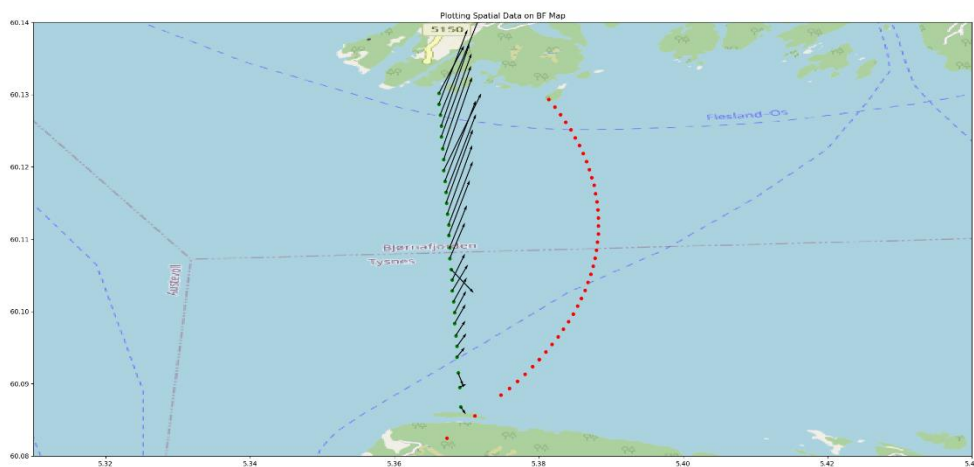 Plotting Spatial Data on BF Map
60.14
5150
60.13
Flesland-Os
60.12
60.11
Bjørnafjorden
Tysnes
Austevoll
60.10
60.09
60.08
5.32
5.34
5.36
5.38
5.40
5.42